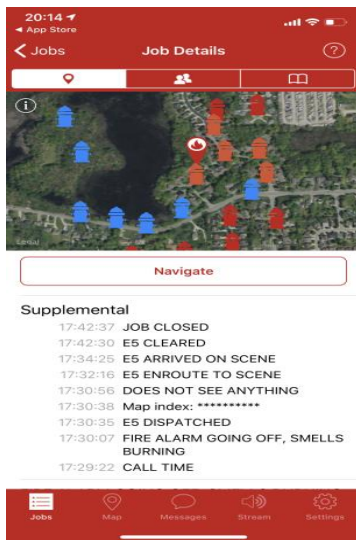 20:14
App Store
Jobs
Job Details
?
i
Navigate
Supplemental
17:42:37 JOB CLOSED
17:42:30 E5 CLEARED
17:34:25 E5 ARRIVED ON SCENE
17:32:16 E5 ENROUTE TO SCENE
17:30:56 DOES NOT SEE ANYTHING
17:30:38 Map index: **********
17:30:35 E5 DISPATCHED
17:30:07 FIRE ALARM GOING OFF, SMELLS
BURNING
17:29:22 CALL TIME
Jobs
Map
Messages
Stream
Settings